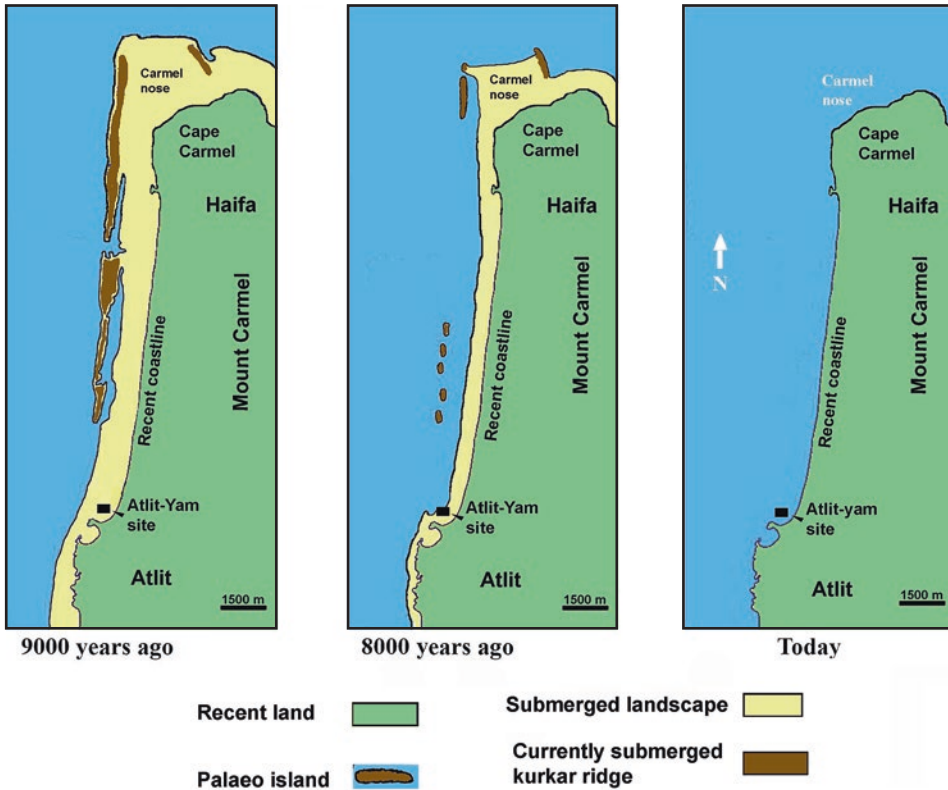 Carmel
nose
Cape
Carmel
Haifa
Mount Carmel
Recent coastline
Atlit-Yam
site
Atlit
1500 m
9000 years ago
Carmel
nose
Cape
Carmel
Haifa
Mount Carmel
Recent coastline
Atlit-Yam
site
Atlit
1500 m
8000 years ago
Carmel
nose
Cape
Carmel
Haifa
N
Mount Carmel
Recent coastline
Atlit-yam
site
Atlit
1500 m
Today
Recent land
Submerged landscape
Palaeo island
Currently submerged
kurkar ridge